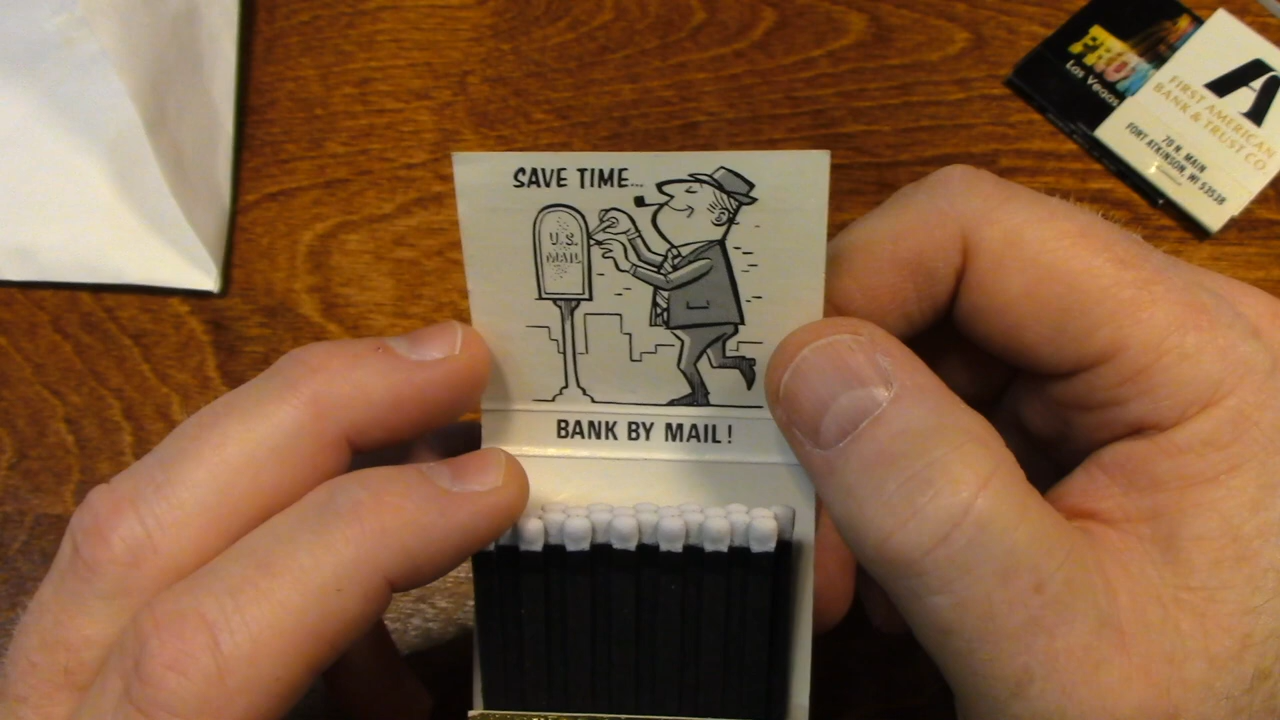 SAVE TIME...
U.S.
MAIL
BANK BY MAIL!
Las Vegas
FIRST AMERICAN
BANK & TRUST CO
70 N. MAIN
FORT ATKINSON, WI 53538